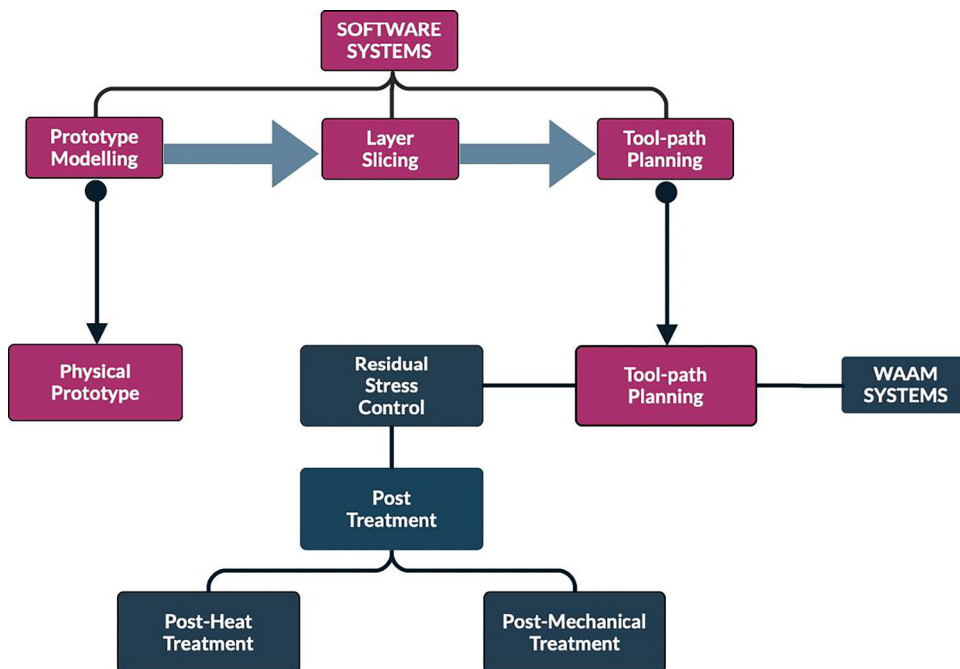 SOFTWARE
SYSTEMS
Prototype
Modelling
Layer
Slicing
Tool-path
Planning
Physical
Prototype
Residual
Stress
Control
Tool-path
Planning
WAAM
SYSTEMS
Post
Treatment
Post-Heat
Treatment
Post-Mechanical
Treatment